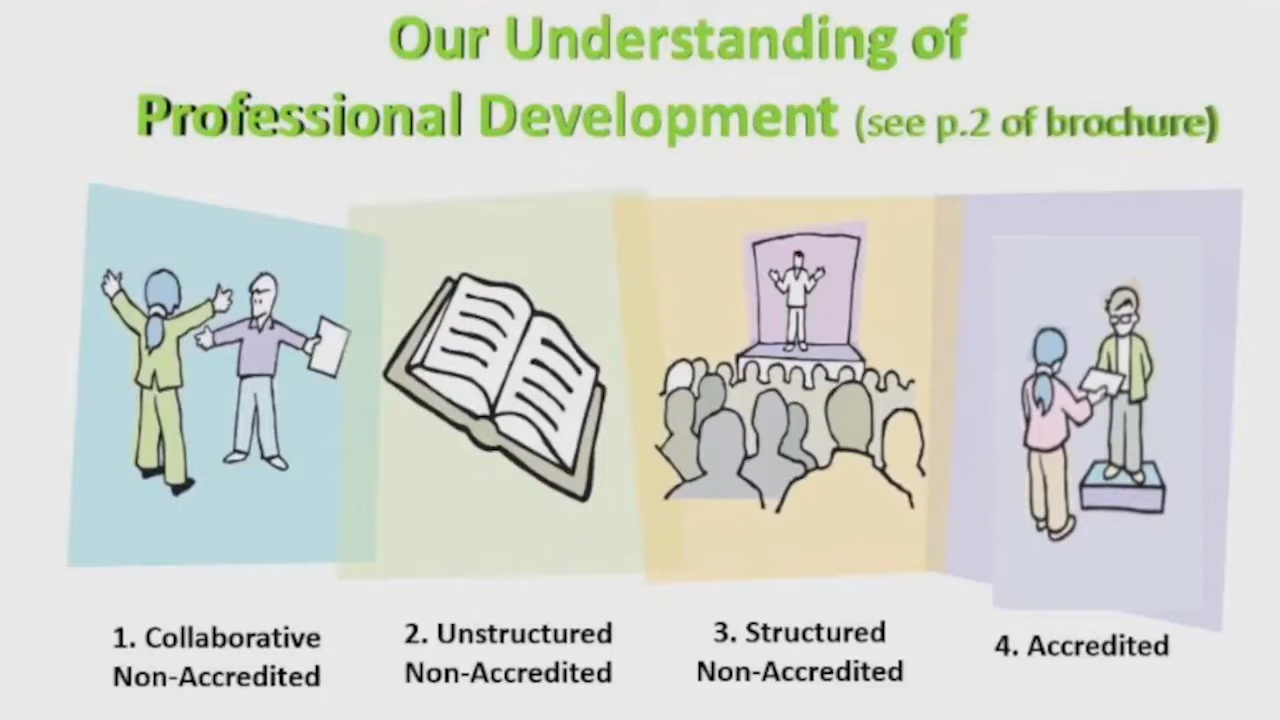 Our Understanding of
Professional Development (see p.2 of brochure)
1. Collaborative
Non-Accredited
2. Unstructured
Non-Accredited
3. Structured
Non-Accredited
4. Accredited